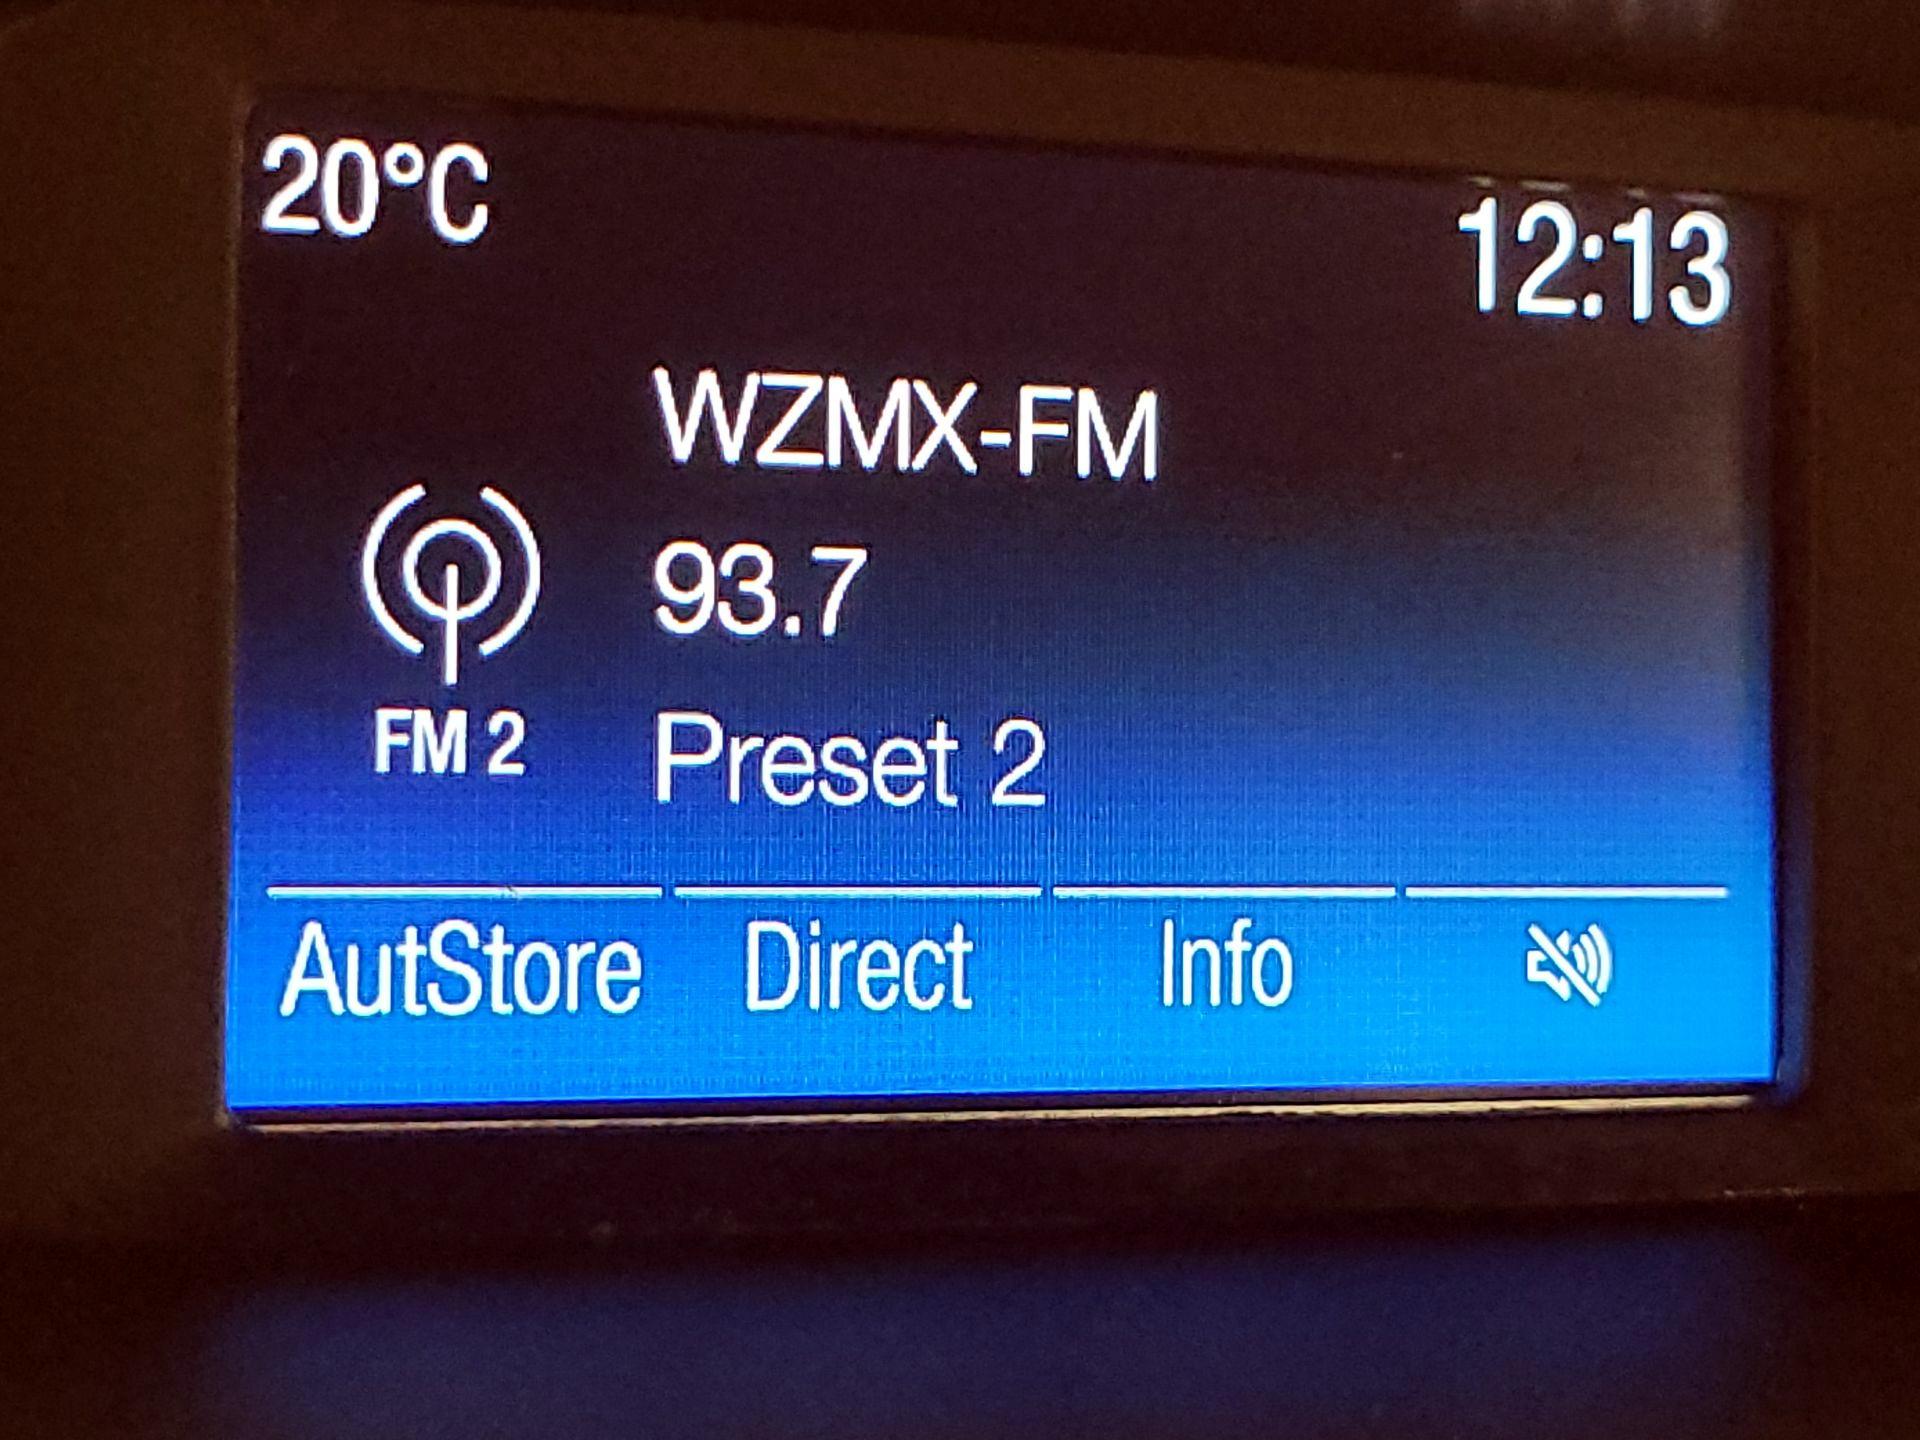 20°C
12:13
WZMX-FM
93.7
FM 2
Preset 2
AutStore
Direct
Info